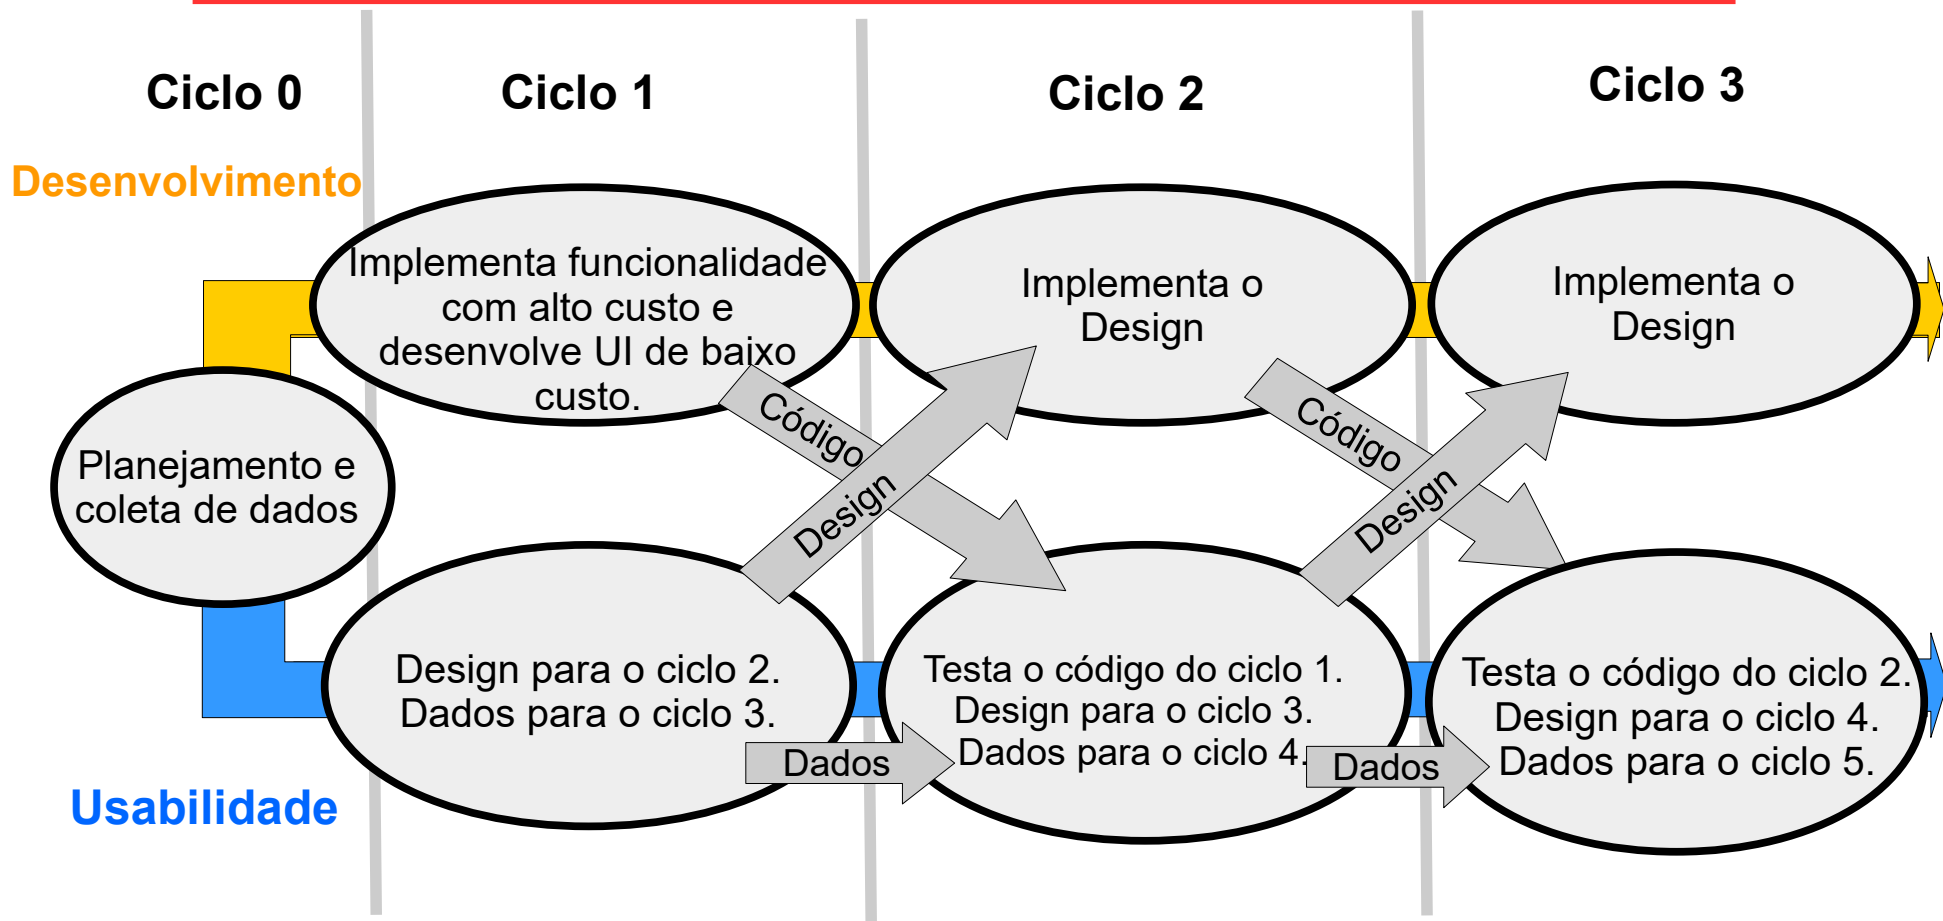 Ciclo 0
Ciclo 1
Ciclo 2
Ciclo 3
Desenvolvimento
Implementa funcionalidade
com alto custo e
desenvolve UI de baixo
custo.
Implementa o
Design
Implementa o
Design
Código
Design
Código
Design
Planejamento e
coleta de dados
Design para o ciclo 2.
Dados para o ciclo 3.
Testa o código do ciclo 1.
Design para o ciclo 3.
Dados para o ciclo 4.
Testa o código do ciclo 2.
Design para o ciclo 4.
Dados para o ciclo 5.
Dados
Dados
Usabilidade